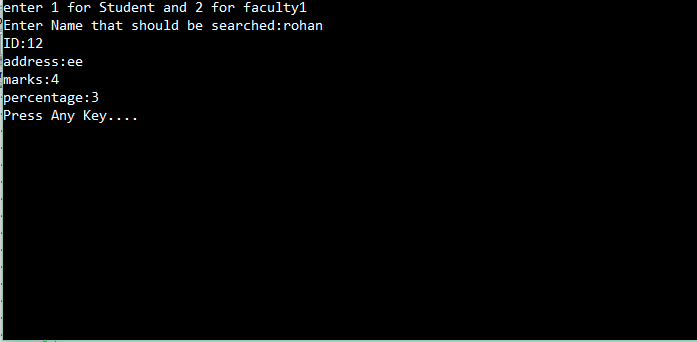 enter 1 for Student and 2 for faculty1
Enter Name that should be searched:rohan
ID:12
address:ee
marks:4
percentage:3
Press Any Key....